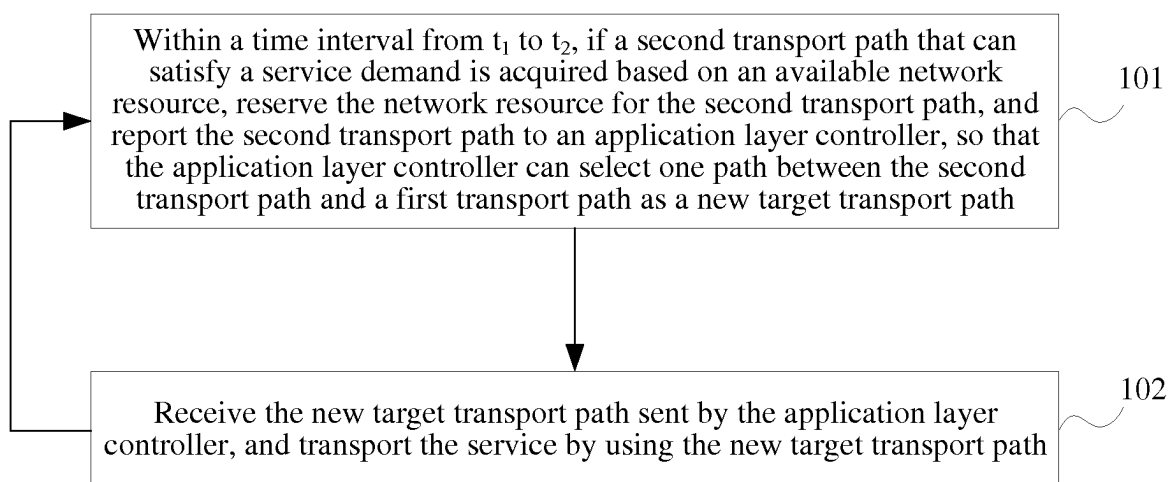 Within a time interval from t₁ to t₂, if a second transport path that can
satisfy a service demand is acquired based on an available network
resource, reserve the network resource for the second transport path, and
report the second transport path to an application layer controller, so that
the application layer controller can select one path between the second
transport path and a first transport path as a new target transport path
101
Receive the new target transport path sent by the application layer
controller, and transport the service by using the new target transport path
102